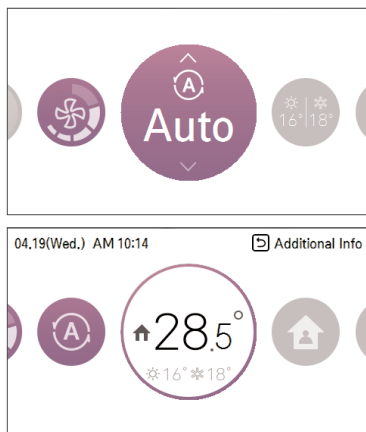 A
Auto
16° 18°
04.19(Wed.) AM 10:14 Additional Info
A
28.5°
16° 18°